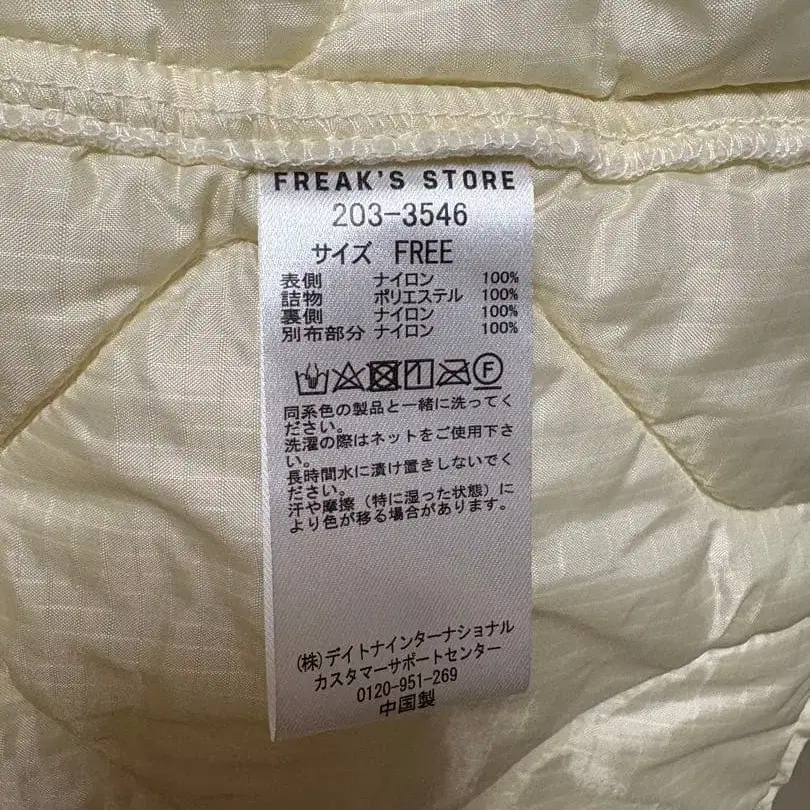 FREAK'S STORE
203-3546
サイズ FREE
表側 ナイロン 100%
詰物 ポリエステル 100%
裏側 ナイロン 100%
別布部分 ナイロン 100%
F
同系色の製品と一緒に洗ってく
ださい。
洗濯の際はネットをご使用下さ
い。
長時間水に漬け置きしないでく
ださい。
汗や摩擦（特に湿った状態）に
より色が移る場合があります。
(株)デイトナインターナショナル
カスタマーサポートセンター
0120-951-269
中国製